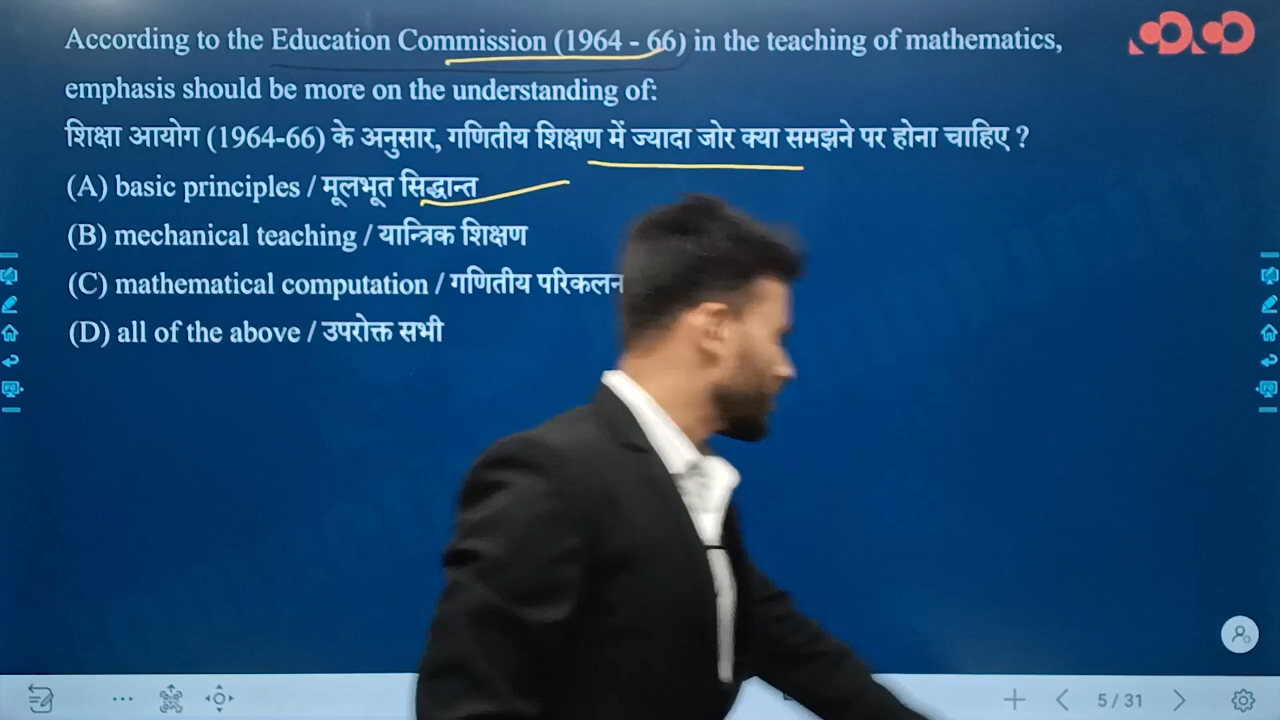 According to the Education Commission (1964 - 66) in the teaching of mathematics,
emphasis should be more on the understanding of:
शिक्षा आयोग (1964-66) के अनुसार, गणितीय शिक्षण में ज्यादा जोर क्या समझने पर होना चाहिए ?
(A) basic principles / मूलभूत सिद्धान्त
(B) mechanical teaching / यान्त्रिक शिक्षण
(C) mathematical computation / गणितीय परिकलन
(D) all of the above / उपरोक्त सभी
5 / 31